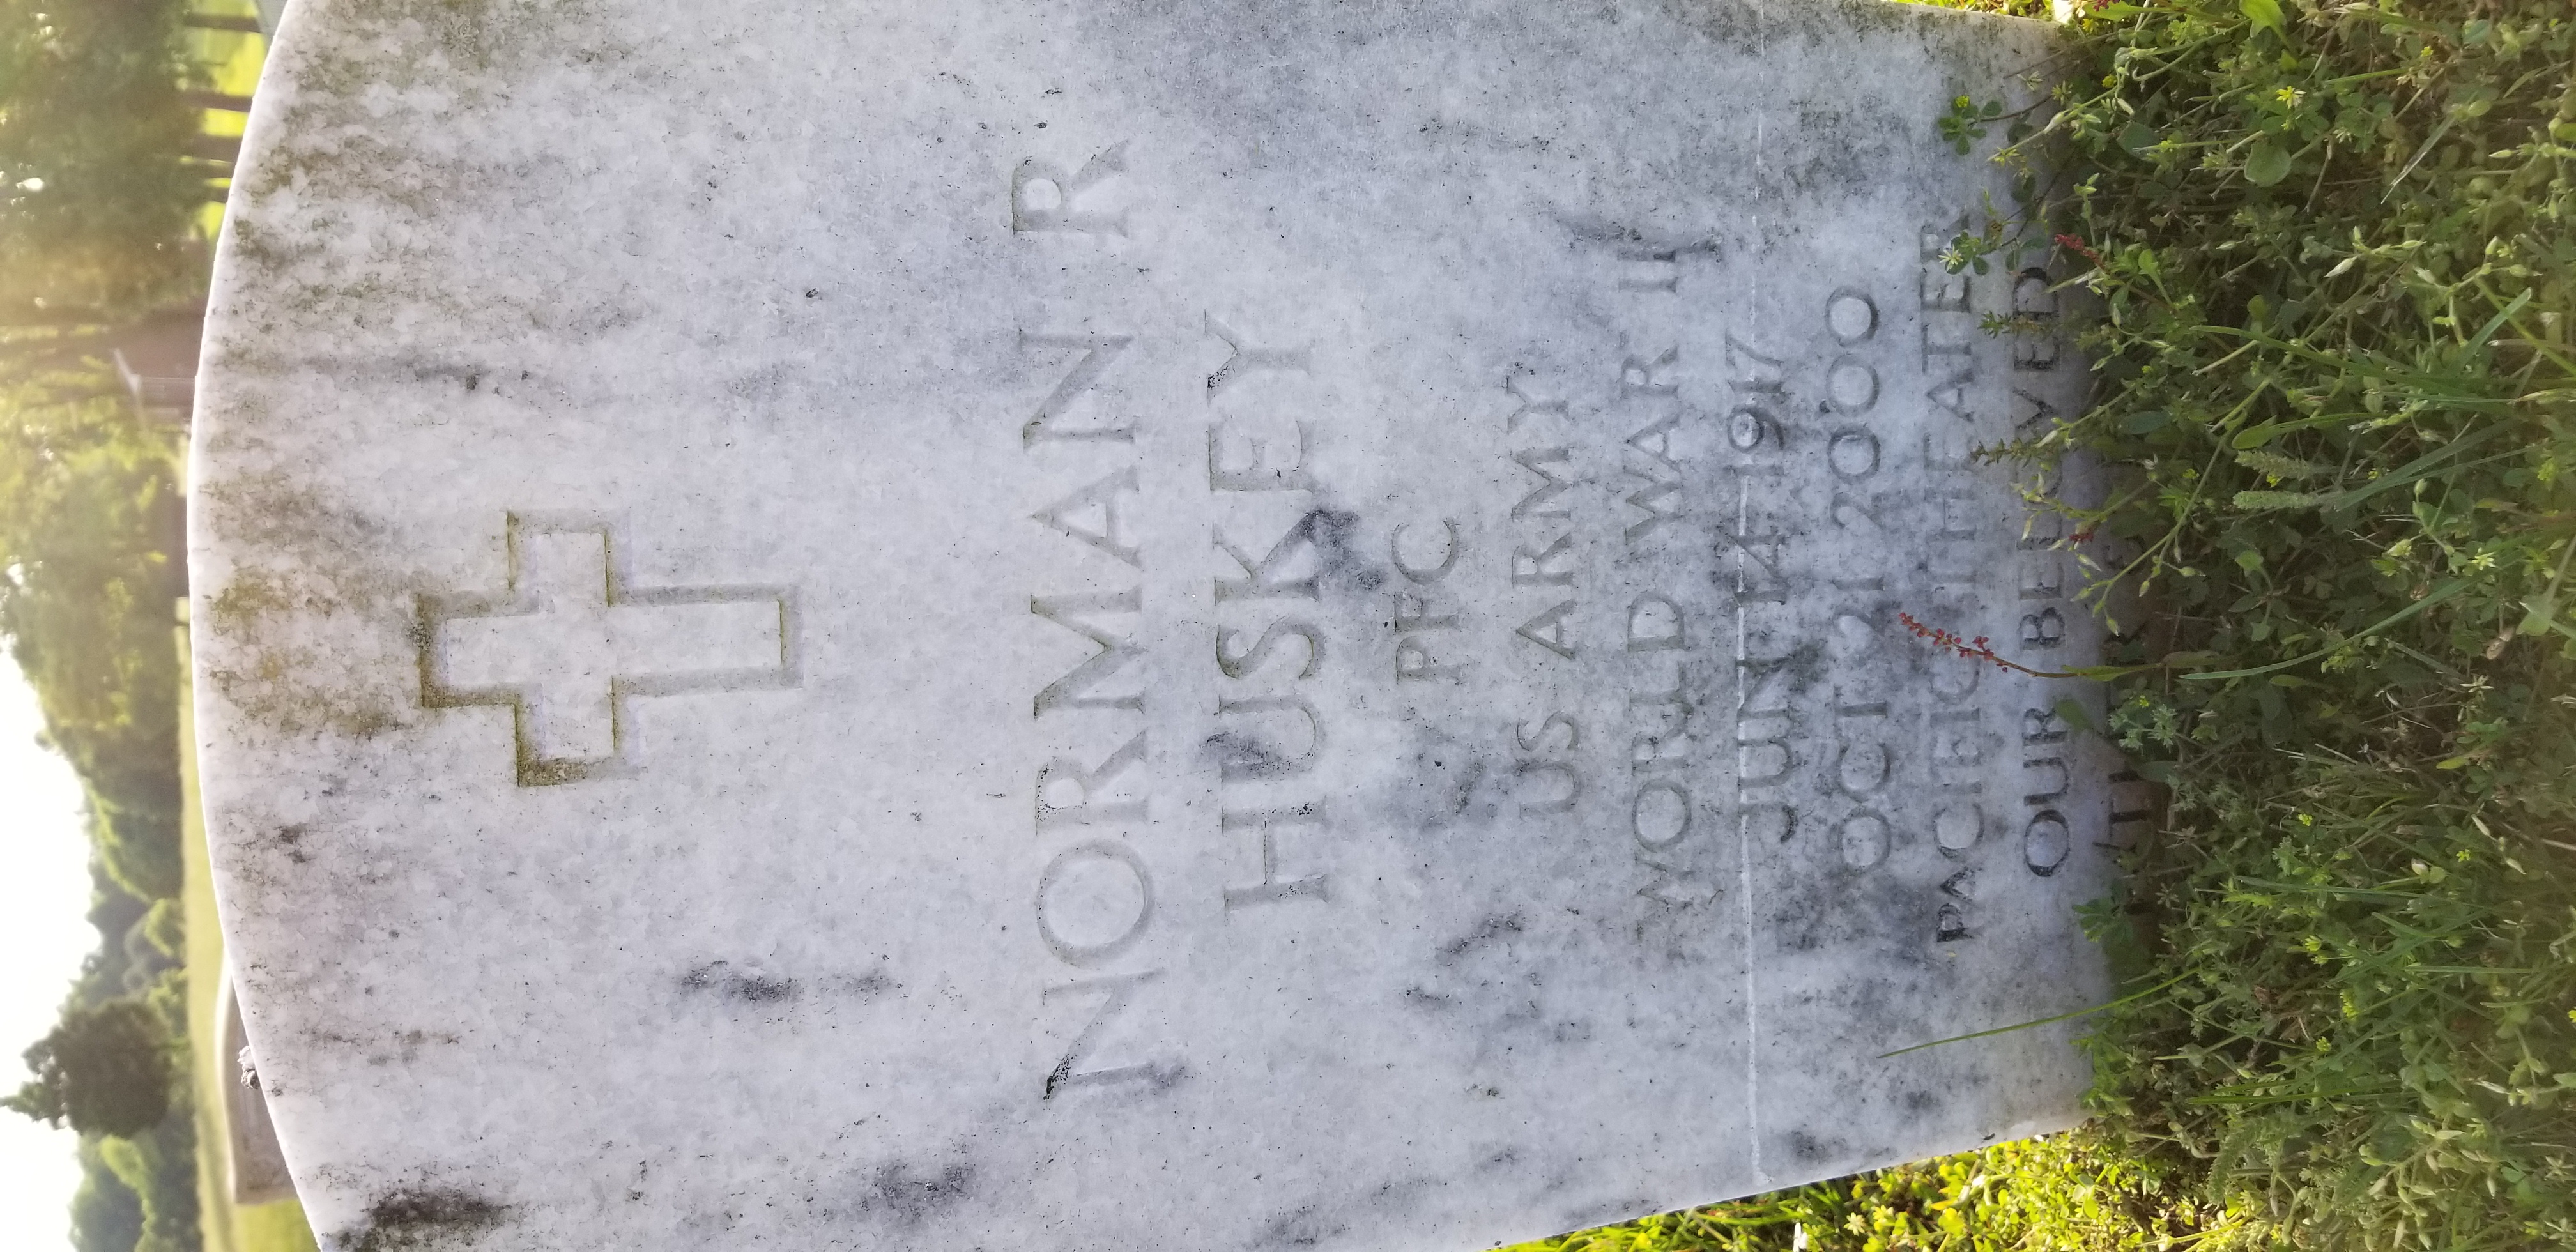 NORMAN R
HUSKEY
PFC
US ARMY
WORLD WAR II
JUN 14 1917
OCT 21 2000
PACIFIC THEATER
OUR BELOVED